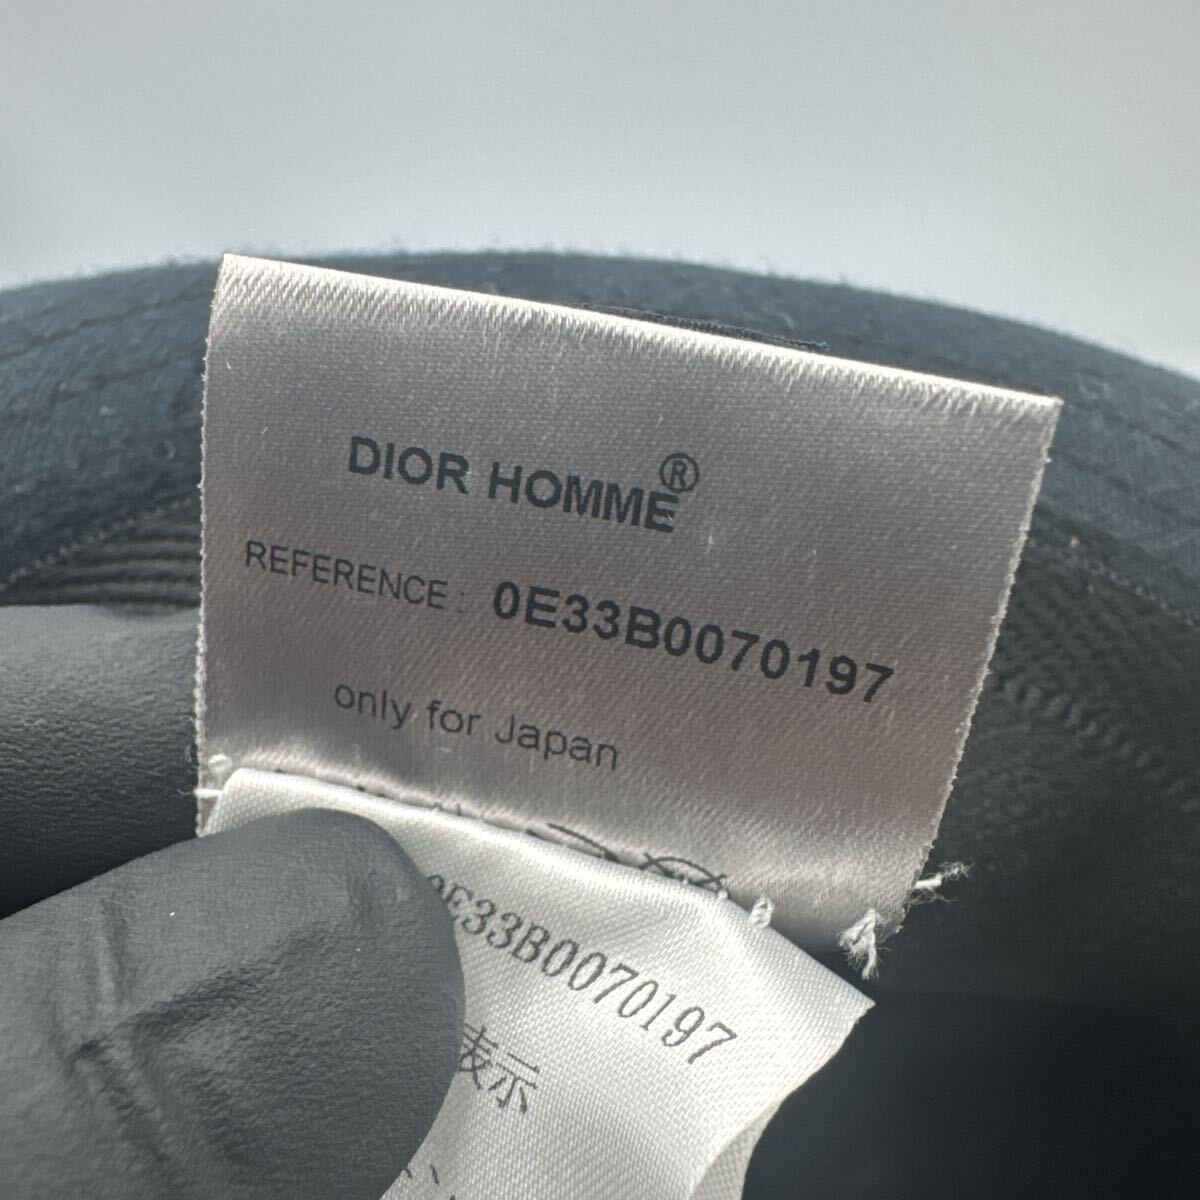 DIOR HOMME®
REFERENCE : 0E33B0070197
only for Japan
0E33B0070197
表示